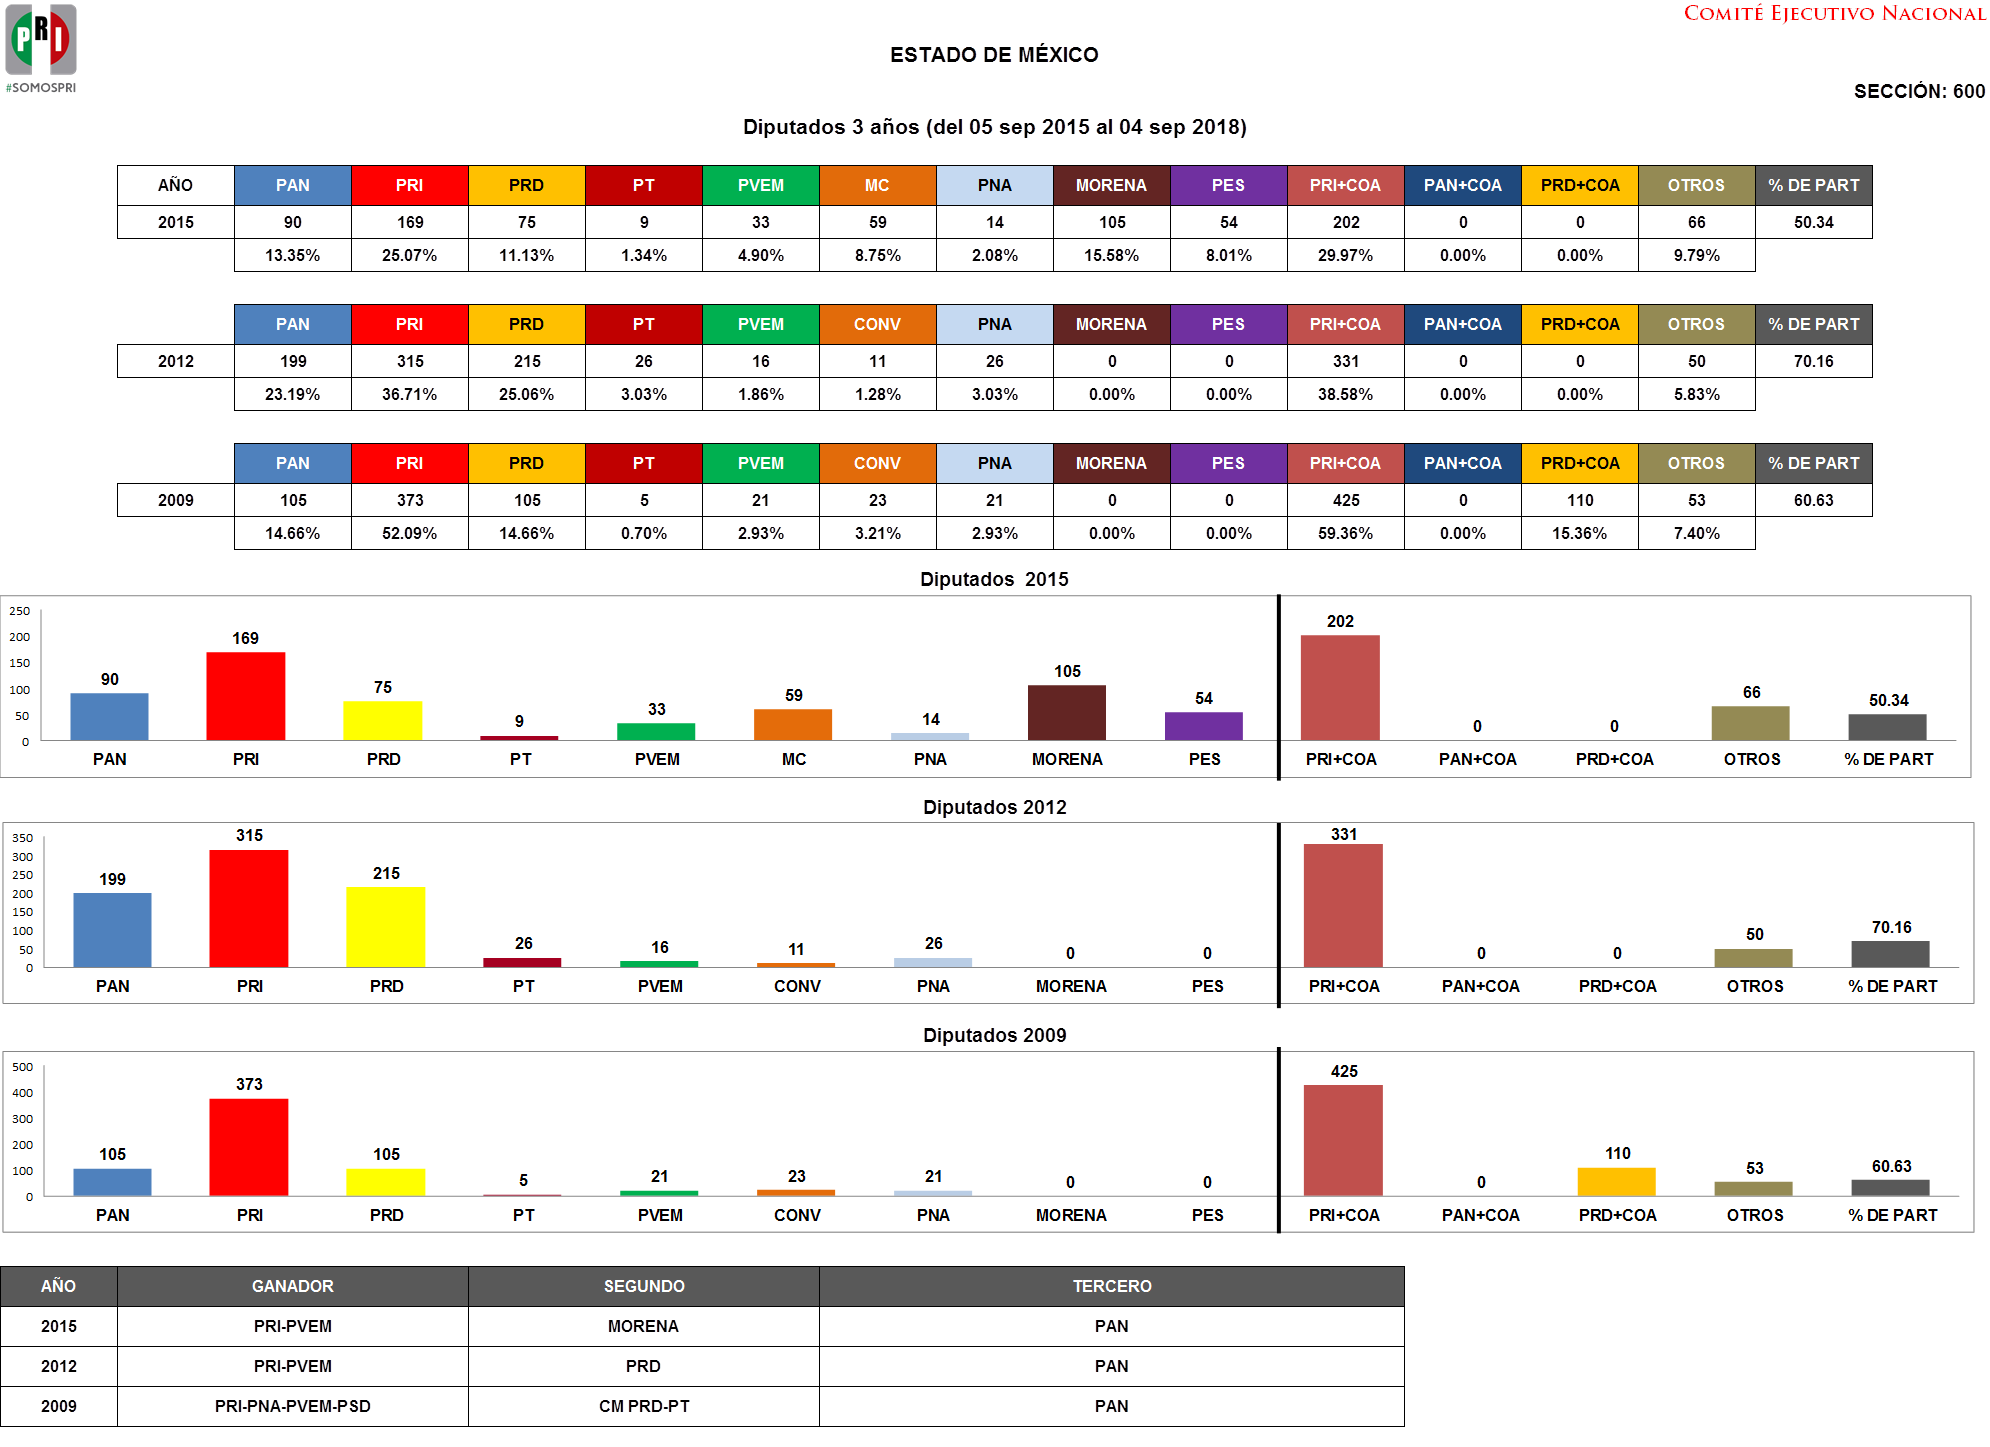 PRI
#SOMOSPRI
COMITÉ EJECUTIVO NACIONAL
ESTADO DE MÉXICO
SECCIÓN: 600
Diputados 3 años (del 05 sep 2015 al 04 sep 2018)
AÑO PAN PRI PRD PT PVEM MC PNA MORENA PES PRI+COA PAN+COA PRD+COA OTROS % DE PART
2015 90 169 75 9 33 59 14 105 54 202 0 0 66 50.34
13.35% 25.07% 11.13% 1.34% 4.90% 8.75% 2.08% 15.58% 8.01% 29.97% 0.00% 0.00% 9.79%
PAN PRI PRD PT PVEM CONV PNA MORENA PES PRI+COA PAN+COA PRD+COA OTROS % DE PART
2012 199 315 215 26 16 11 26 0 0 331 0 0 50 70.16
23.19% 36.71% 25.06% 3.03% 1.86% 1.28% 3.03% 0.00% 0.00% 38.58% 0.00% 0.00% 5.83%
PAN PRI PRD PT PVEM CONV PNA MORENA PES PRI+COA PAN+COA PRD+COA OTROS % DE PART
2009 105 373 105 5 21 23 21 0 0 425 0 110 53 60.63
14.66% 52.09% 14.66% 0.70% 2.93% 3.21% 2.93% 0.00% 0.00% 59.36% 0.00% 15.36% 7.40%
Diputados 2015
250
200
150
100
50
0
90 169 75 9 33 59 14 105 54 202 0 0 66 50.34
PAN PRI PRD PT PVEM MC PNA MORENA PES PRI+COA PAN+COA PRD+COA OTROS % DE PART
Diputados 2012
350
300
250
200
150
100
50
0
199 315 215 26 16 11 26 0 0 331 0 0 50 70.16
PAN PRI PRD PT PVEM CONV PNA MORENA PES PRI+COA PAN+COA PRD+COA OTROS % DE PART
Diputados 2009
500
400
300
200
100
0
105 373 105 5 21 23 21 0 0 425 0 110 53 60.63
PAN PRI PRD PT PVEM CONV PNA MORENA PES PRI+COA PAN+COA PRD+COA OTROS % DE PART
AÑO GANADOR SEGUNDO TERCERO
2015 PRI-PVEM MORENA PAN
2012 PRI-PVEM PRD PAN
2009 PRI-PNA-PVEM-PSD CM PRD-PT PAN